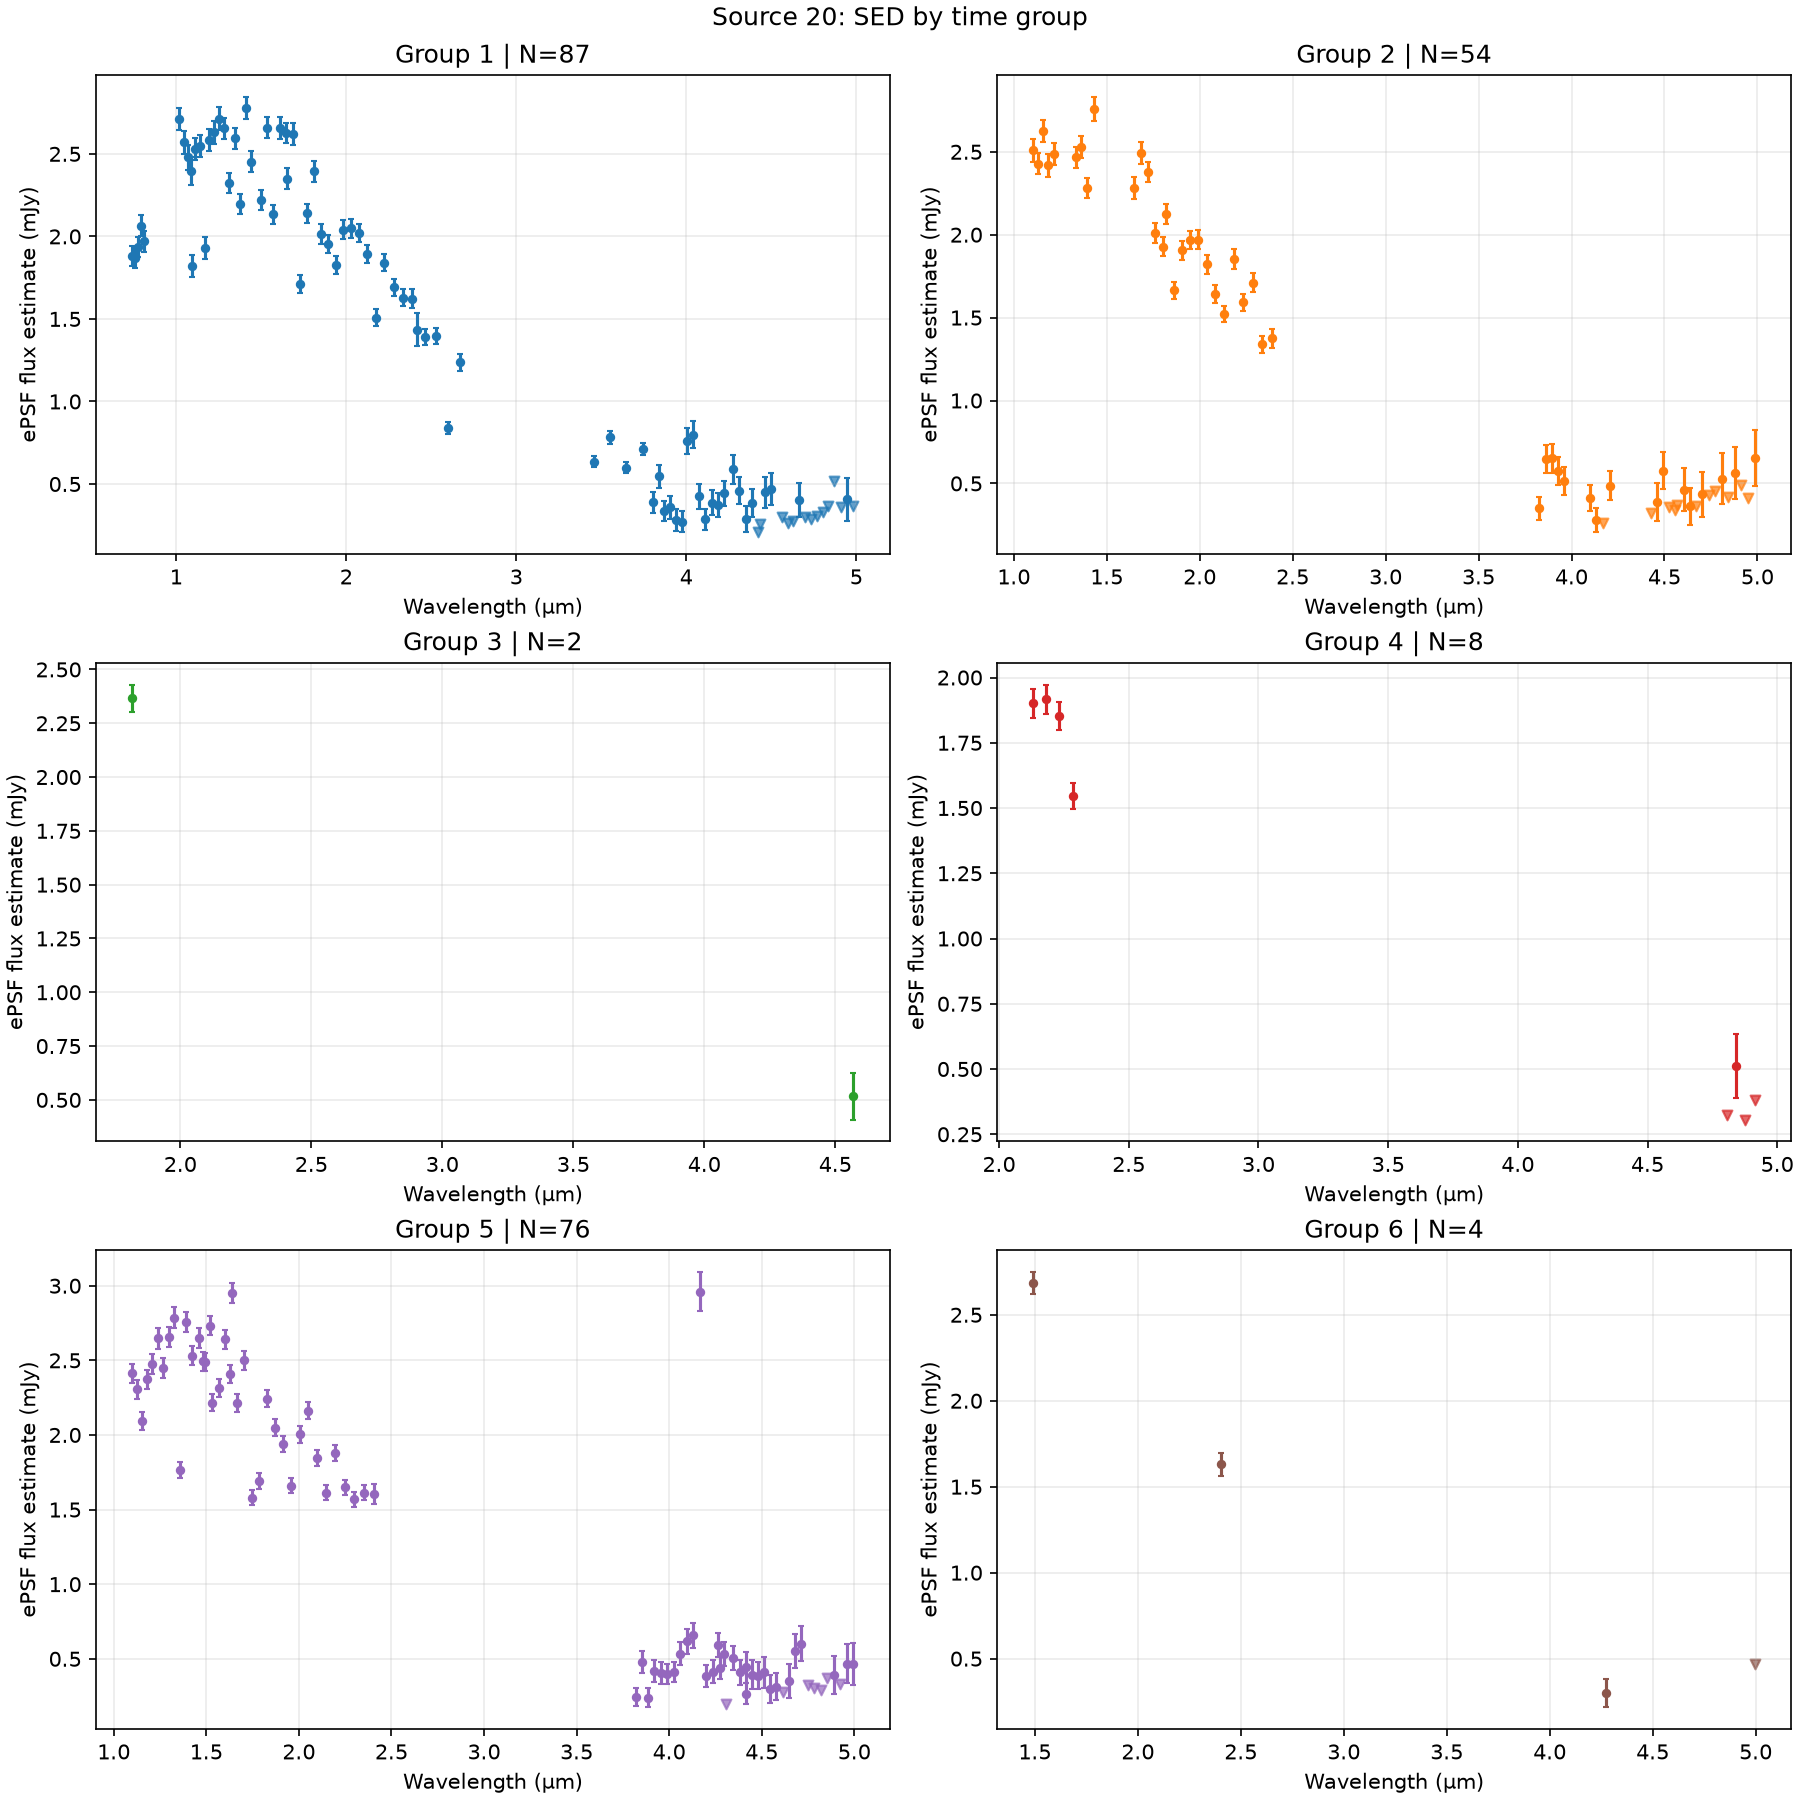 Source 20: SED by time group
Group 1 | N=87
ePSF flux estimate (mJy)
2.5
2.0
1.5
1.0
0.5
1 2 3 4 5
Wavelength (μm)
Group 2 | N=54
ePSF flux estimate (mJy)
2.5
2.0
1.5
1.0
0.5
1.0 1.5 2.0 2.5 3.0 3.5 4.0 4.5 5.0
Wavelength (μm)
Group 3 | N=2
ePSF flux estimate (mJy)
2.50
2.25
2.00
1.75
1.50
1.25
1.00
0.75
0.50
2.0 2.5 3.0 3.5 4.0 4.5
Wavelength (μm)
Group 4 | N=8
ePSF flux estimate (mJy)
2.00
1.75
1.50
1.25
1.00
0.75
0.50
0.25
2.0 2.5 3.0 3.5 4.0 4.5 5.0
Wavelength (μm)
Group 5 | N=76
ePSF flux estimate (mJy)
3.0
2.5
2.0
1.5
1.0
0.5
1.0 1.5 2.0 2.5 3.0 3.5 4.0 4.5 5.0
Wavelength (μm)
Group 6 | N=4
ePSF flux estimate (mJy)
2.5
2.0
1.5
1.0
0.5
1.5 2.0 2.5 3.0 3.5 4.0 4.5 5.0
Wavelength (μm)